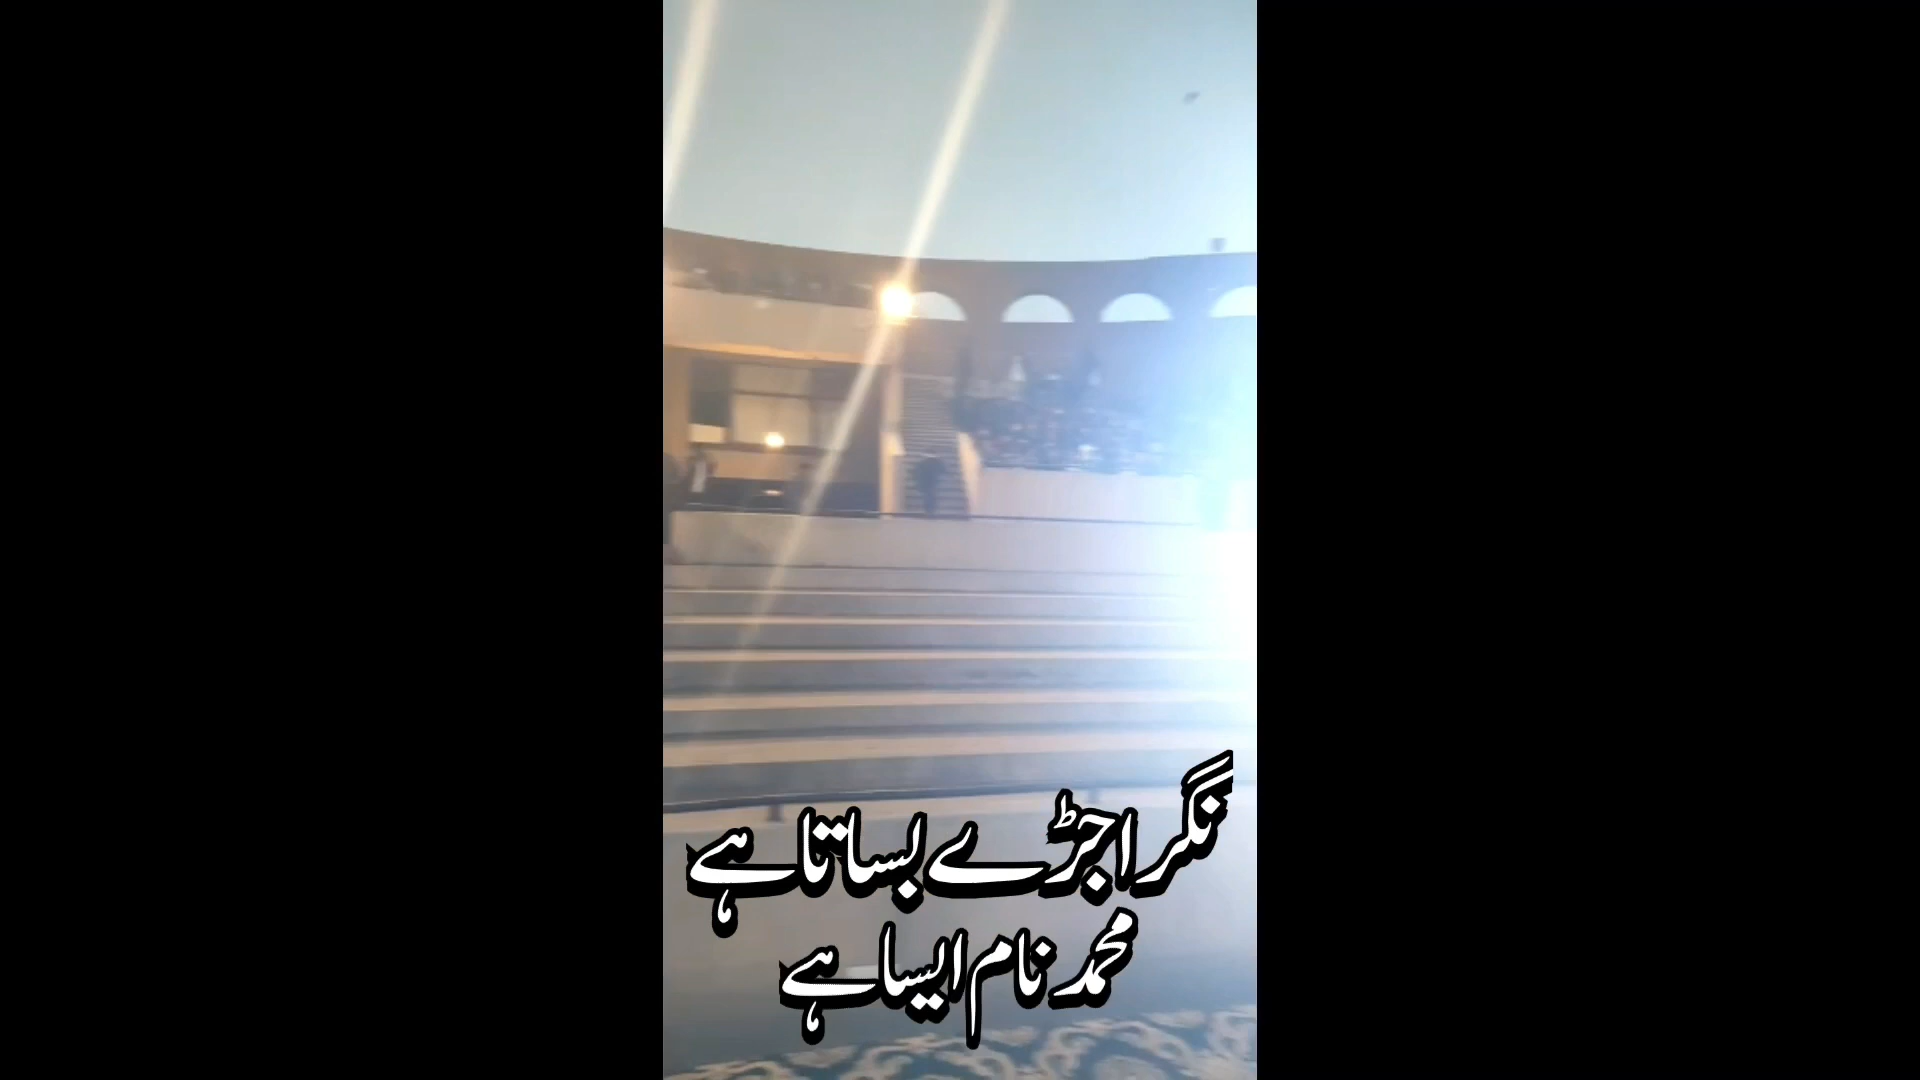 نگر اجڑے بساتا ہے
محمد نام ایسا ہے